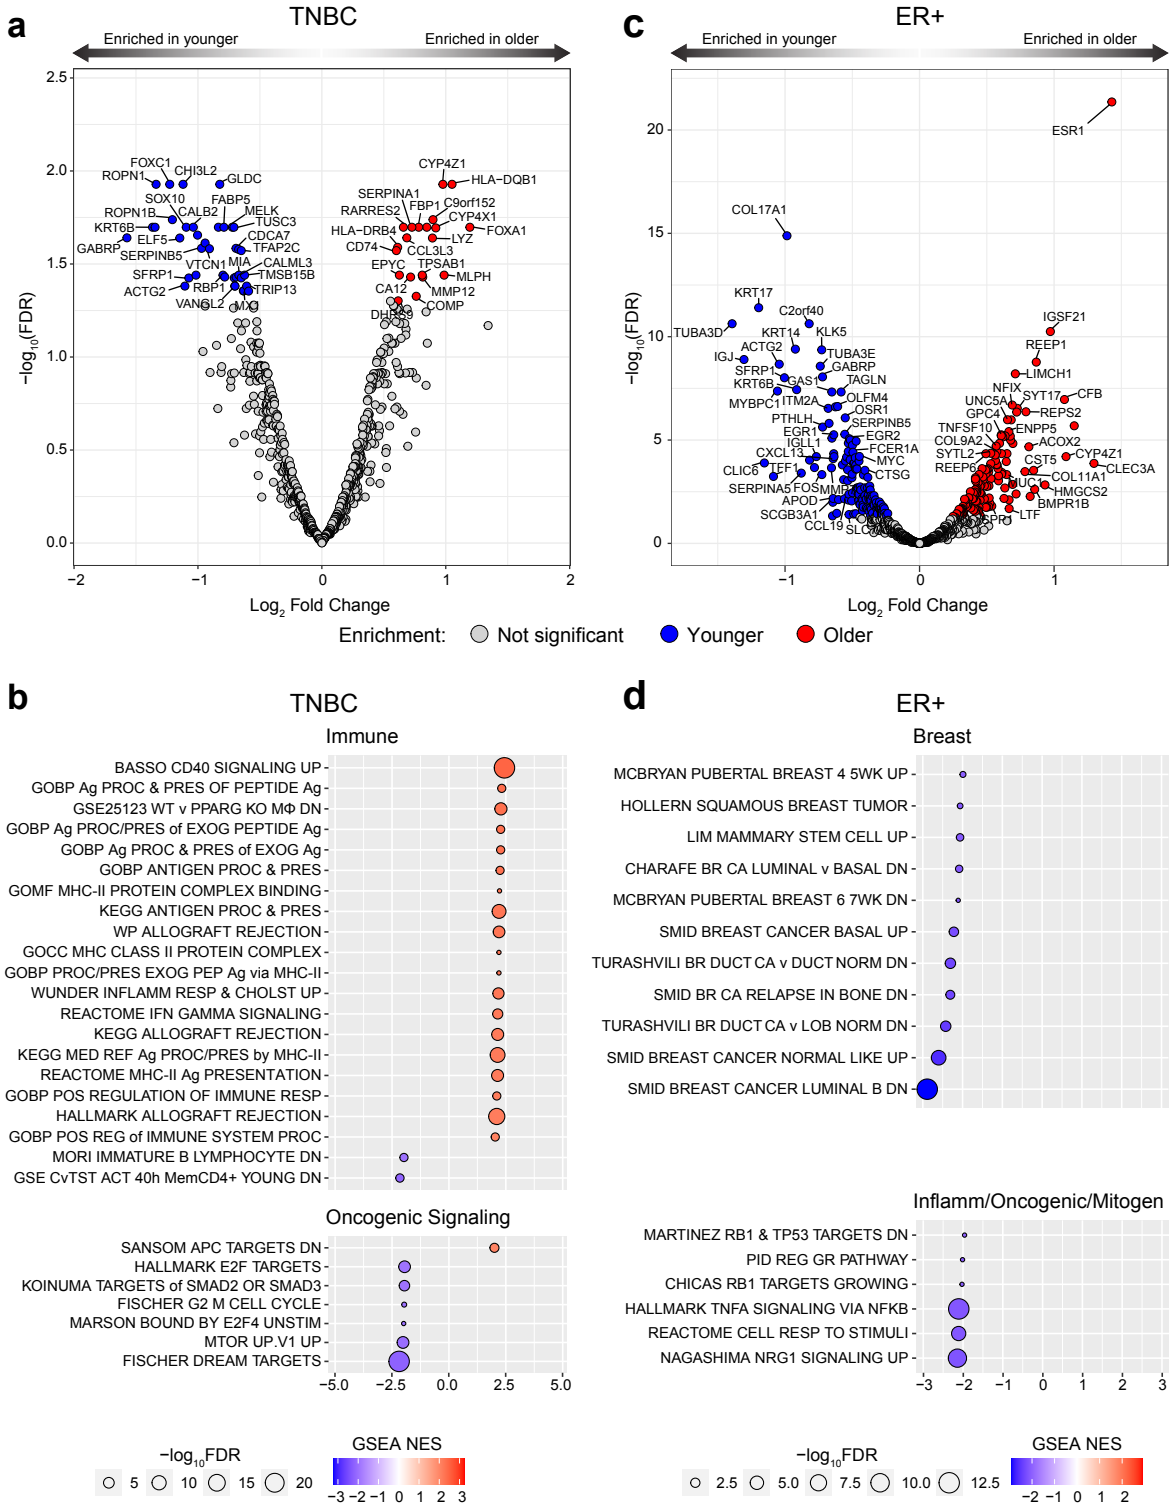 a
TNBC
Enriched in younger
Enriched in older
2.5
2.0
1.5
1.0
0.5
0.0
−log10(FDR)
−2
−1
0
1
2
Log2 Fold Change
FOXC1
ROPN1
CHI3L2
GLDC
SOX10
FABP5
ROPN1B
CALB2
MELK
KRT6B
TUSC3
GABRP
ELF5
CDCA7
SERPINB5
TFAP2C
VTCN1
MIA
CALML3
SFRP1
TMSB15B
ACTG2
RBP1
TRIP13
VANGL2
MX1
CYP4Z1
HLA−DQB1
SERPINA1
C9orf152
RARRES2
FBP1
CYP4X1
HLA−DRB4
FOXA1
CD74
LYZ
CCL3L3
EPYC
TPSAB1
MLPH
CA12
MMP12
COMP
DHRS9
c
ER+
Enriched in younger
Enriched in older
20
15
10
5
0
−log10(FDR)
−1
0
1
Log2 Fold Change
ESR1
COL17A1
KRT17
C2orf40
TUBA3D
KRT14
KLK5
ACTG2
TUBA3E
IGJ
GABRP
SFRP1
KRT6B
GAS1
TAGLN
MYBPC1
ITM2A
OLFM4
OSR1
PTHLH
SERPINB5
EGR1
EGR2
IGLL1
FCER1A
CXCL13
MYC
CLIC6
TFF1
CTSG
SERPINA5
FOS
APOD
SCGB3A1
CCL19
IGSF21
REEP1
LIMCH1
NFIX
CFB
UNC5A
SYT17
GPC4
REPS2
TNFSF10
ENPP5
COL9A2
ACOX2
SYTL2
CYP4Z1
REEP6
CST5
CLEC3A
COL11A1
HMGCS2
BMPR1B
LTF
Enrichment:
Not significant
Younger
Older
b
TNBC
Immune
BASSO CD40 SIGNALING UP
GOBP Ag PROC & PRES OF PEPTIDE Ag
GSE25123 WT v PPARG KO MΦ DN
GOBP Ag PROC/PRES of EXOG PEPTIDE Ag
GOBP Ag PROC & PRES of EXOG Ag
GOBP ANTIGEN PROC & PRES
GOMF MHC-II PROTEIN COMPLEX BINDING
KEGG ANTIGEN PROC & PRES
WP ALLOGRAFT REJECTION
GOCC MHC CLASS II PROTEIN COMPLEX
GOBP PROC/PRES EXOG PEP Ag via MHC-II
WUNDER INFLAMM RESP & CHOLST UP
REACTOME IFN GAMMA SIGNALING
KEGG ALLOGRAFT REJECTION
KEGG MED REF Ag PROC/PRES by MHC-II
REACTOME MHC-II Ag PRESENTATION
GOBP POS REGULATION OF IMMUNE RESP
HALLMARK ALLOGRAFT REJECTION
GOBP POS REG of IMMUNE SYSTEM PROC
MORI IMMATURE B LYMPHOCYTE DN
GSE CvTST ACT 40h MemCD4+ YOUNG DN
Oncogenic Signaling
SANSOM APC TARGETS DN
HALLMARK E2F TARGETS
KOINUMA TARGETS of SMAD2 OR SMAD3
FISCHER G2 M CELL CYCLE
MARSON BOUND BY E2F4 UNSTIM
MTOR UP.V1 UP
FISCHER DREAM TARGETS
−5.0
−2.5
0.0
2.5
5.0
−log10FDR
5
10
15
20
GSEA NES
−3
−2
−1
0
1
2
3
d
ER+
Breast
MCBRYAN PUBERTAL BREAST 4 5WK UP
HOLLERN SQUAMOUS BREAST TUMOR
LIM MAMMARY STEM CELL UP
CHARAFE BR CA LUMINAL v BASAL DN
MCBRYAN PUBERTAL BREAST 6 7WK DN
SMID BREAST CANCER BASAL UP
TURASHVILI BR DUCT CA v DUCT NORM DN
SMID BR CA RELAPSE IN BONE DN
TURASHVILI BR DUCT CA v LOB NORM DN
SMID BREAST CANCER NORMAL LIKE UP
SMID BREAST CANCER LUMINAL B DN
Inflamm/Oncogenic/Mitogen
MARTINEZ RB1 & TP53 TARGETS DN
PID REG GR PATHWAY
CHICAS RB1 TARGETS GROWING
HALLMARK TNFA SIGNALING VIA NFKB
REACTOME CELL RESP TO STIMULI
NAGASHIMA NRG1 SIGNALING UP
−3
−2
−1
0
1
2
3
−log10FDR
2.5
5.0
7.5
10.0
12.5
GSEA NES
−2
−1
0
1
2